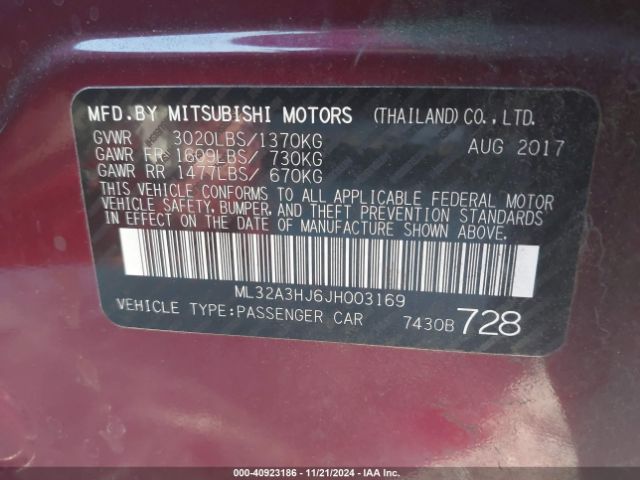 MFD.BY MITSUBISHI MOTORS (THAILAND)CO.,LTD.
GVWR 3020LBS/1370KG AUG 2017
GAWR FR 1609LBS/ 730KG
GAWR RR 1477LBS/ 670KG
THIS VEHICLE CONFORMS TO ALL APPLICABLE FEDERAL MOTOR
VEHICLE SAFETY, BUMPER, AND THEFT PREVENTION STANDARDS
IN EFFECT ON THE DATE OF MANUFACTURE SHOWN ABOVE.
ML32A3HJ6JH003169
VEHICLE TYPE:PASSENGER CAR 7430B 728
000-40923186 - 11/21/2024 - IAA Inc.